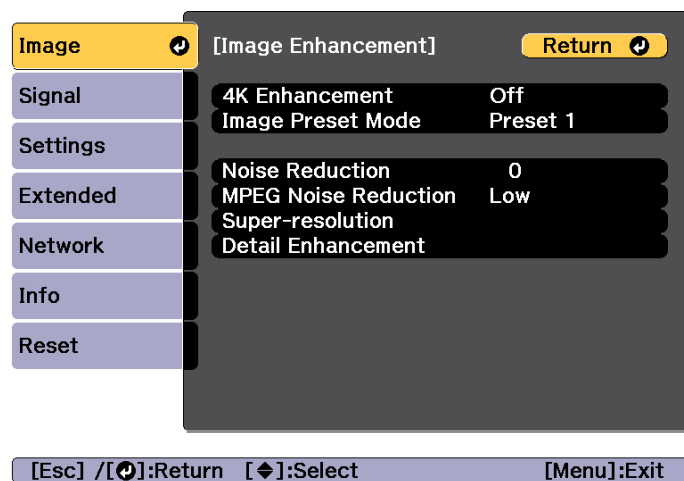 Image
[Image Enhancement]
Return
Signal
Settings
Extended
Network
Info
Reset
4K Enhancement Off
Image Preset Mode Preset 1
Noise Reduction 0
MPEG Noise Reduction Low
Super-resolution
Detail Enhancement
[Esc] /[]:Return []:Select [Menu]:Exit